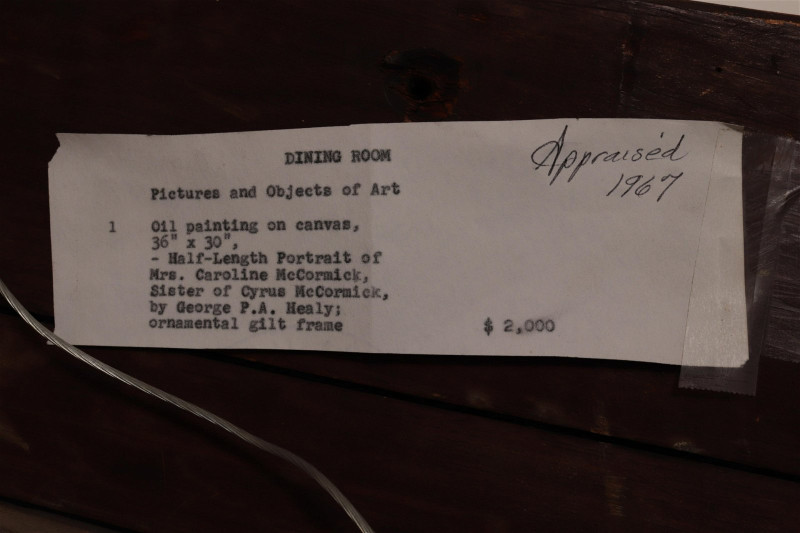 DINING ROOM
Appraised
1967
Pictures and Objects of Art
1 Oil painting on canvas,
36" x 30",
- Half-Length Portrait of
Mrs. Caroline McCormick,
Sister of Cyrus McCormick,
by George P.A. Healy;
ornamental gilt frame $ 2,000